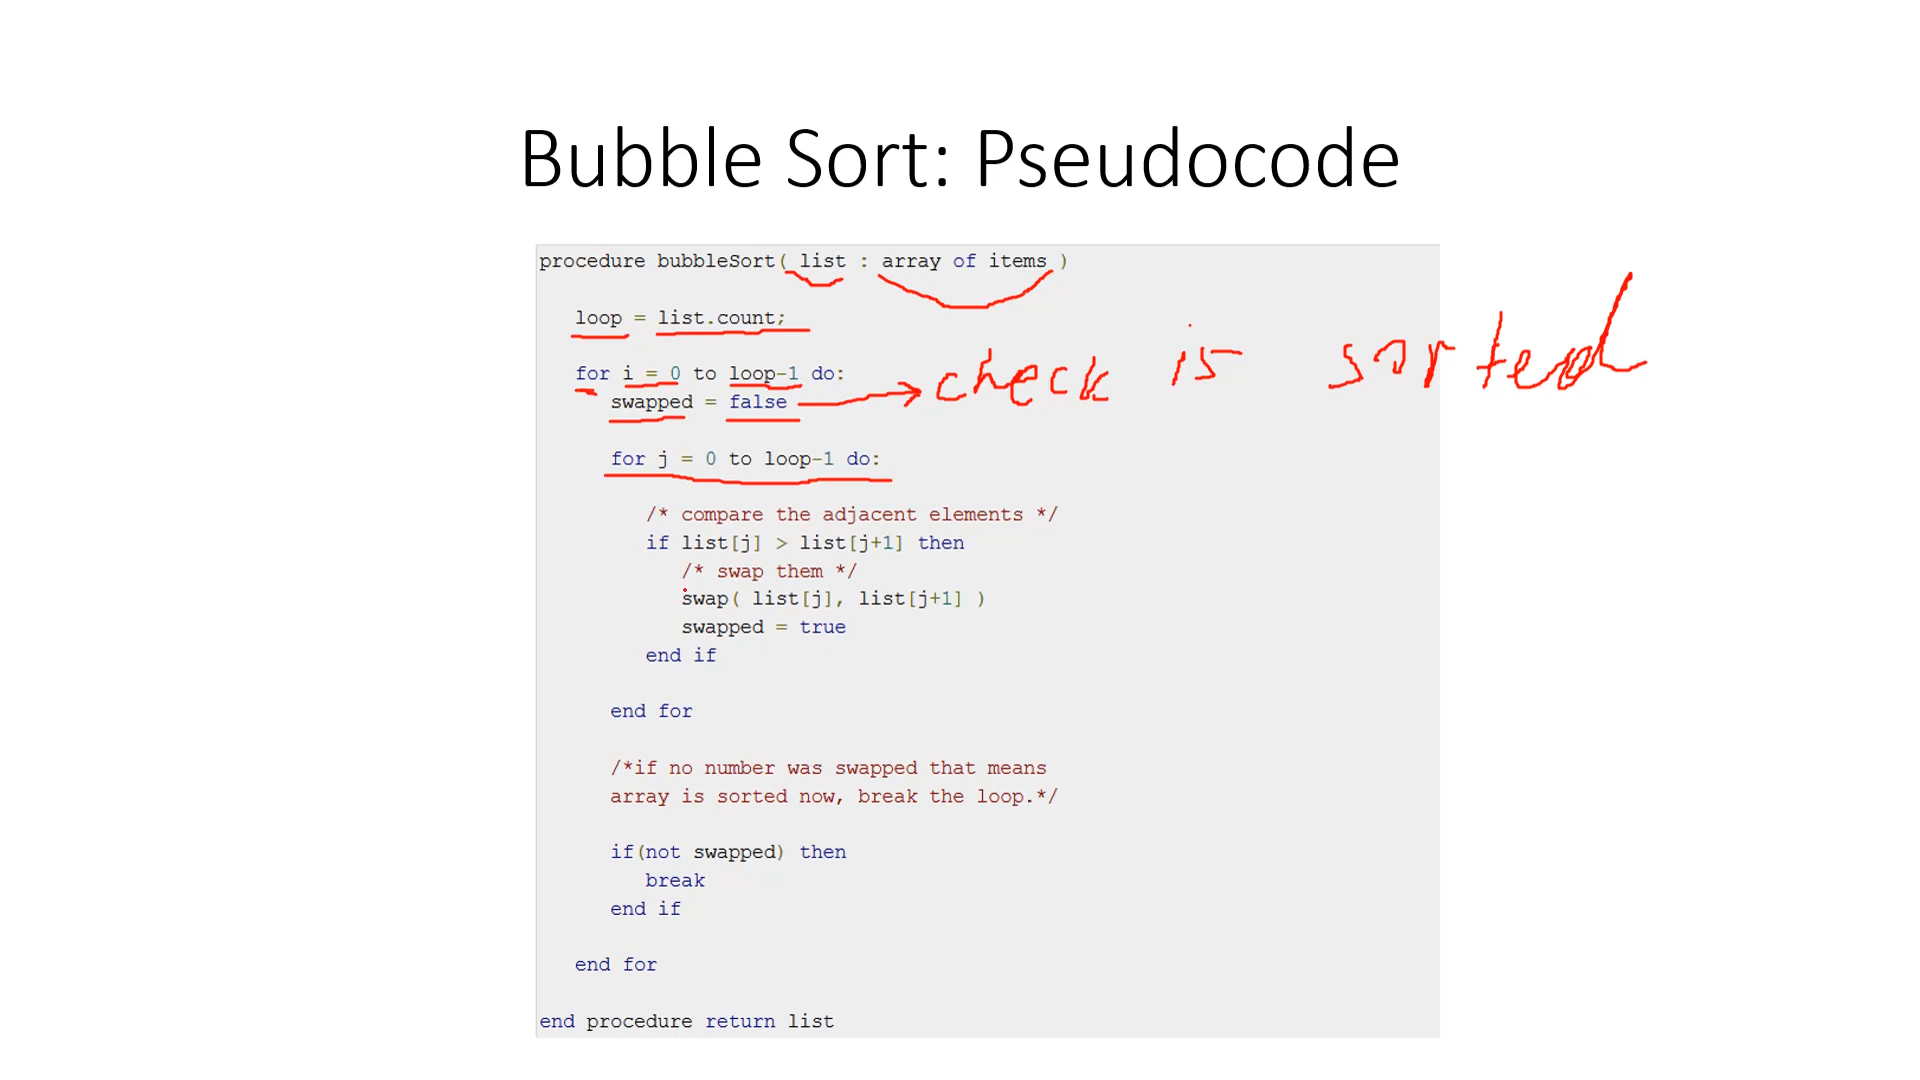 Bubble Sort: Pseudocode
procedure bubbleSort( list : array of items )
loop = list.count;
for i = 0 to loop-1 do:
check is sorted
swapped = false
for j = 0 to loop-1 do:
/* compare the adjacent elements */
if list[j] > list[j+1] then
/* swap them */
swap( list[j], list[j+1] )
swapped = true
end if
end for
/*if no number was swapped that means
array is sorted now, break the loop.*/
if(not swapped) then
break
end if
end for
end procedure return list